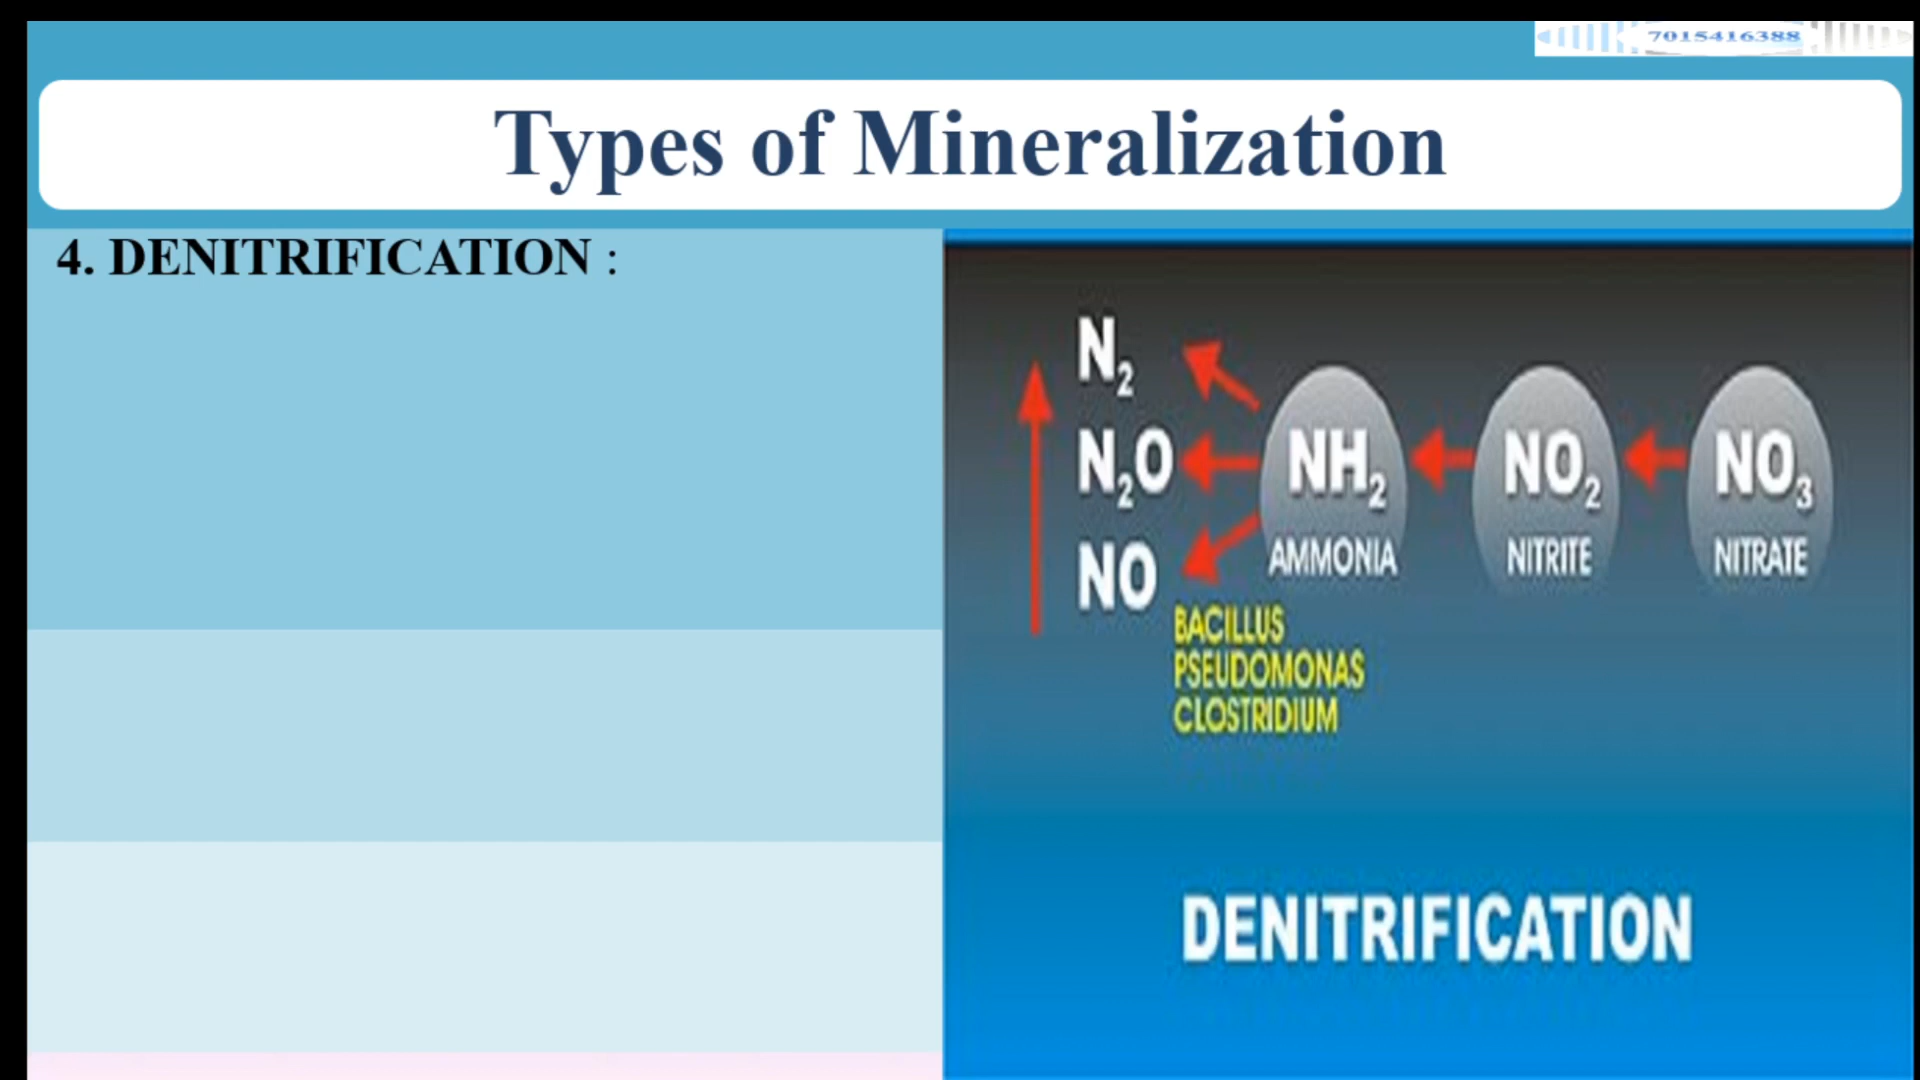 7015416388
Types of Mineralization
4. DENITRIFICATION :
N2
N2O
NO
NH2
AMMONIA
NO2
NITRITE
NO3
NITRATE
BACILLUS
PSEUDOMONAS
CLOSTRIDIUM
DENITRIFICATION